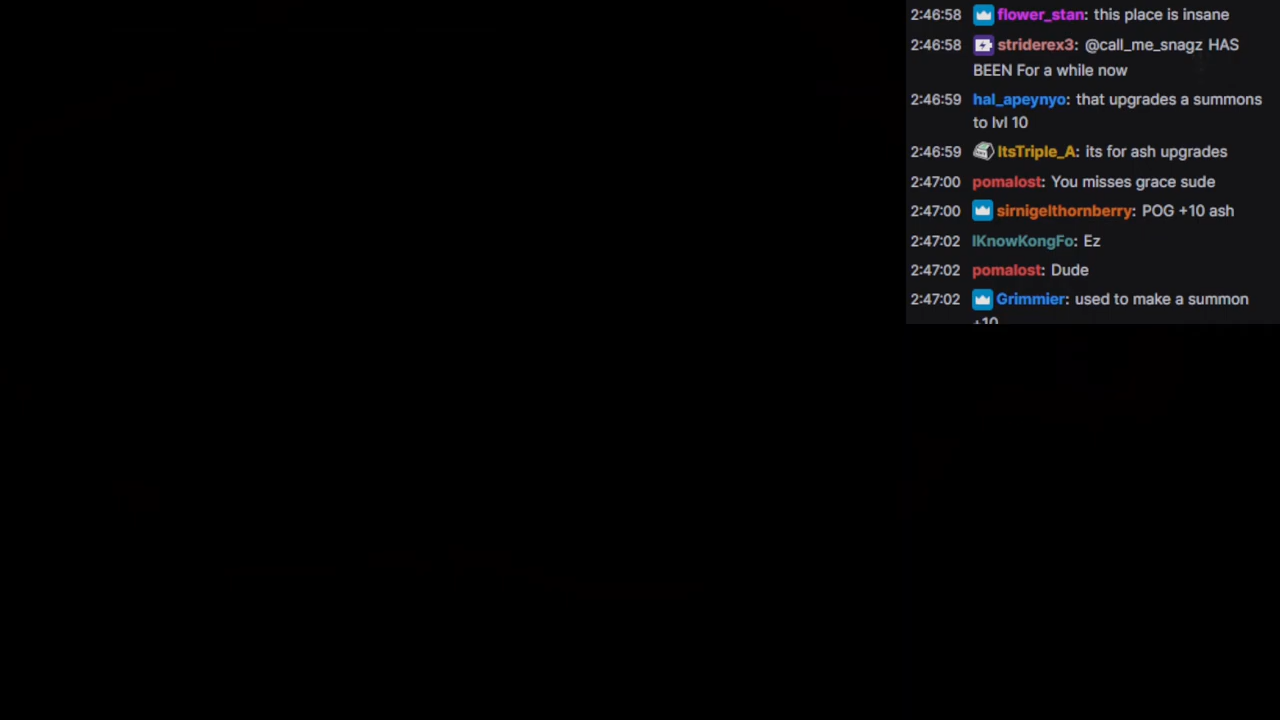 2:46:58 flower_stan: this place is insane
2:46:58 striderex3: @call_me_snagz HAS
BEEN For a while now
2:46:59 hal_apeynyo: that upgrades a summons
to lvl 10
2:46:59 ItsTriple_A: its for ash upgrades
2:47:00 pomalost: You misses grace sude
2:47:00 sirnigelthornberry: POG +10 ash
2:47:02 IKnowKongFo: Ez
2:47:02 pomalost: Dude
2:47:02 Grimmier: used to make a summon
+10